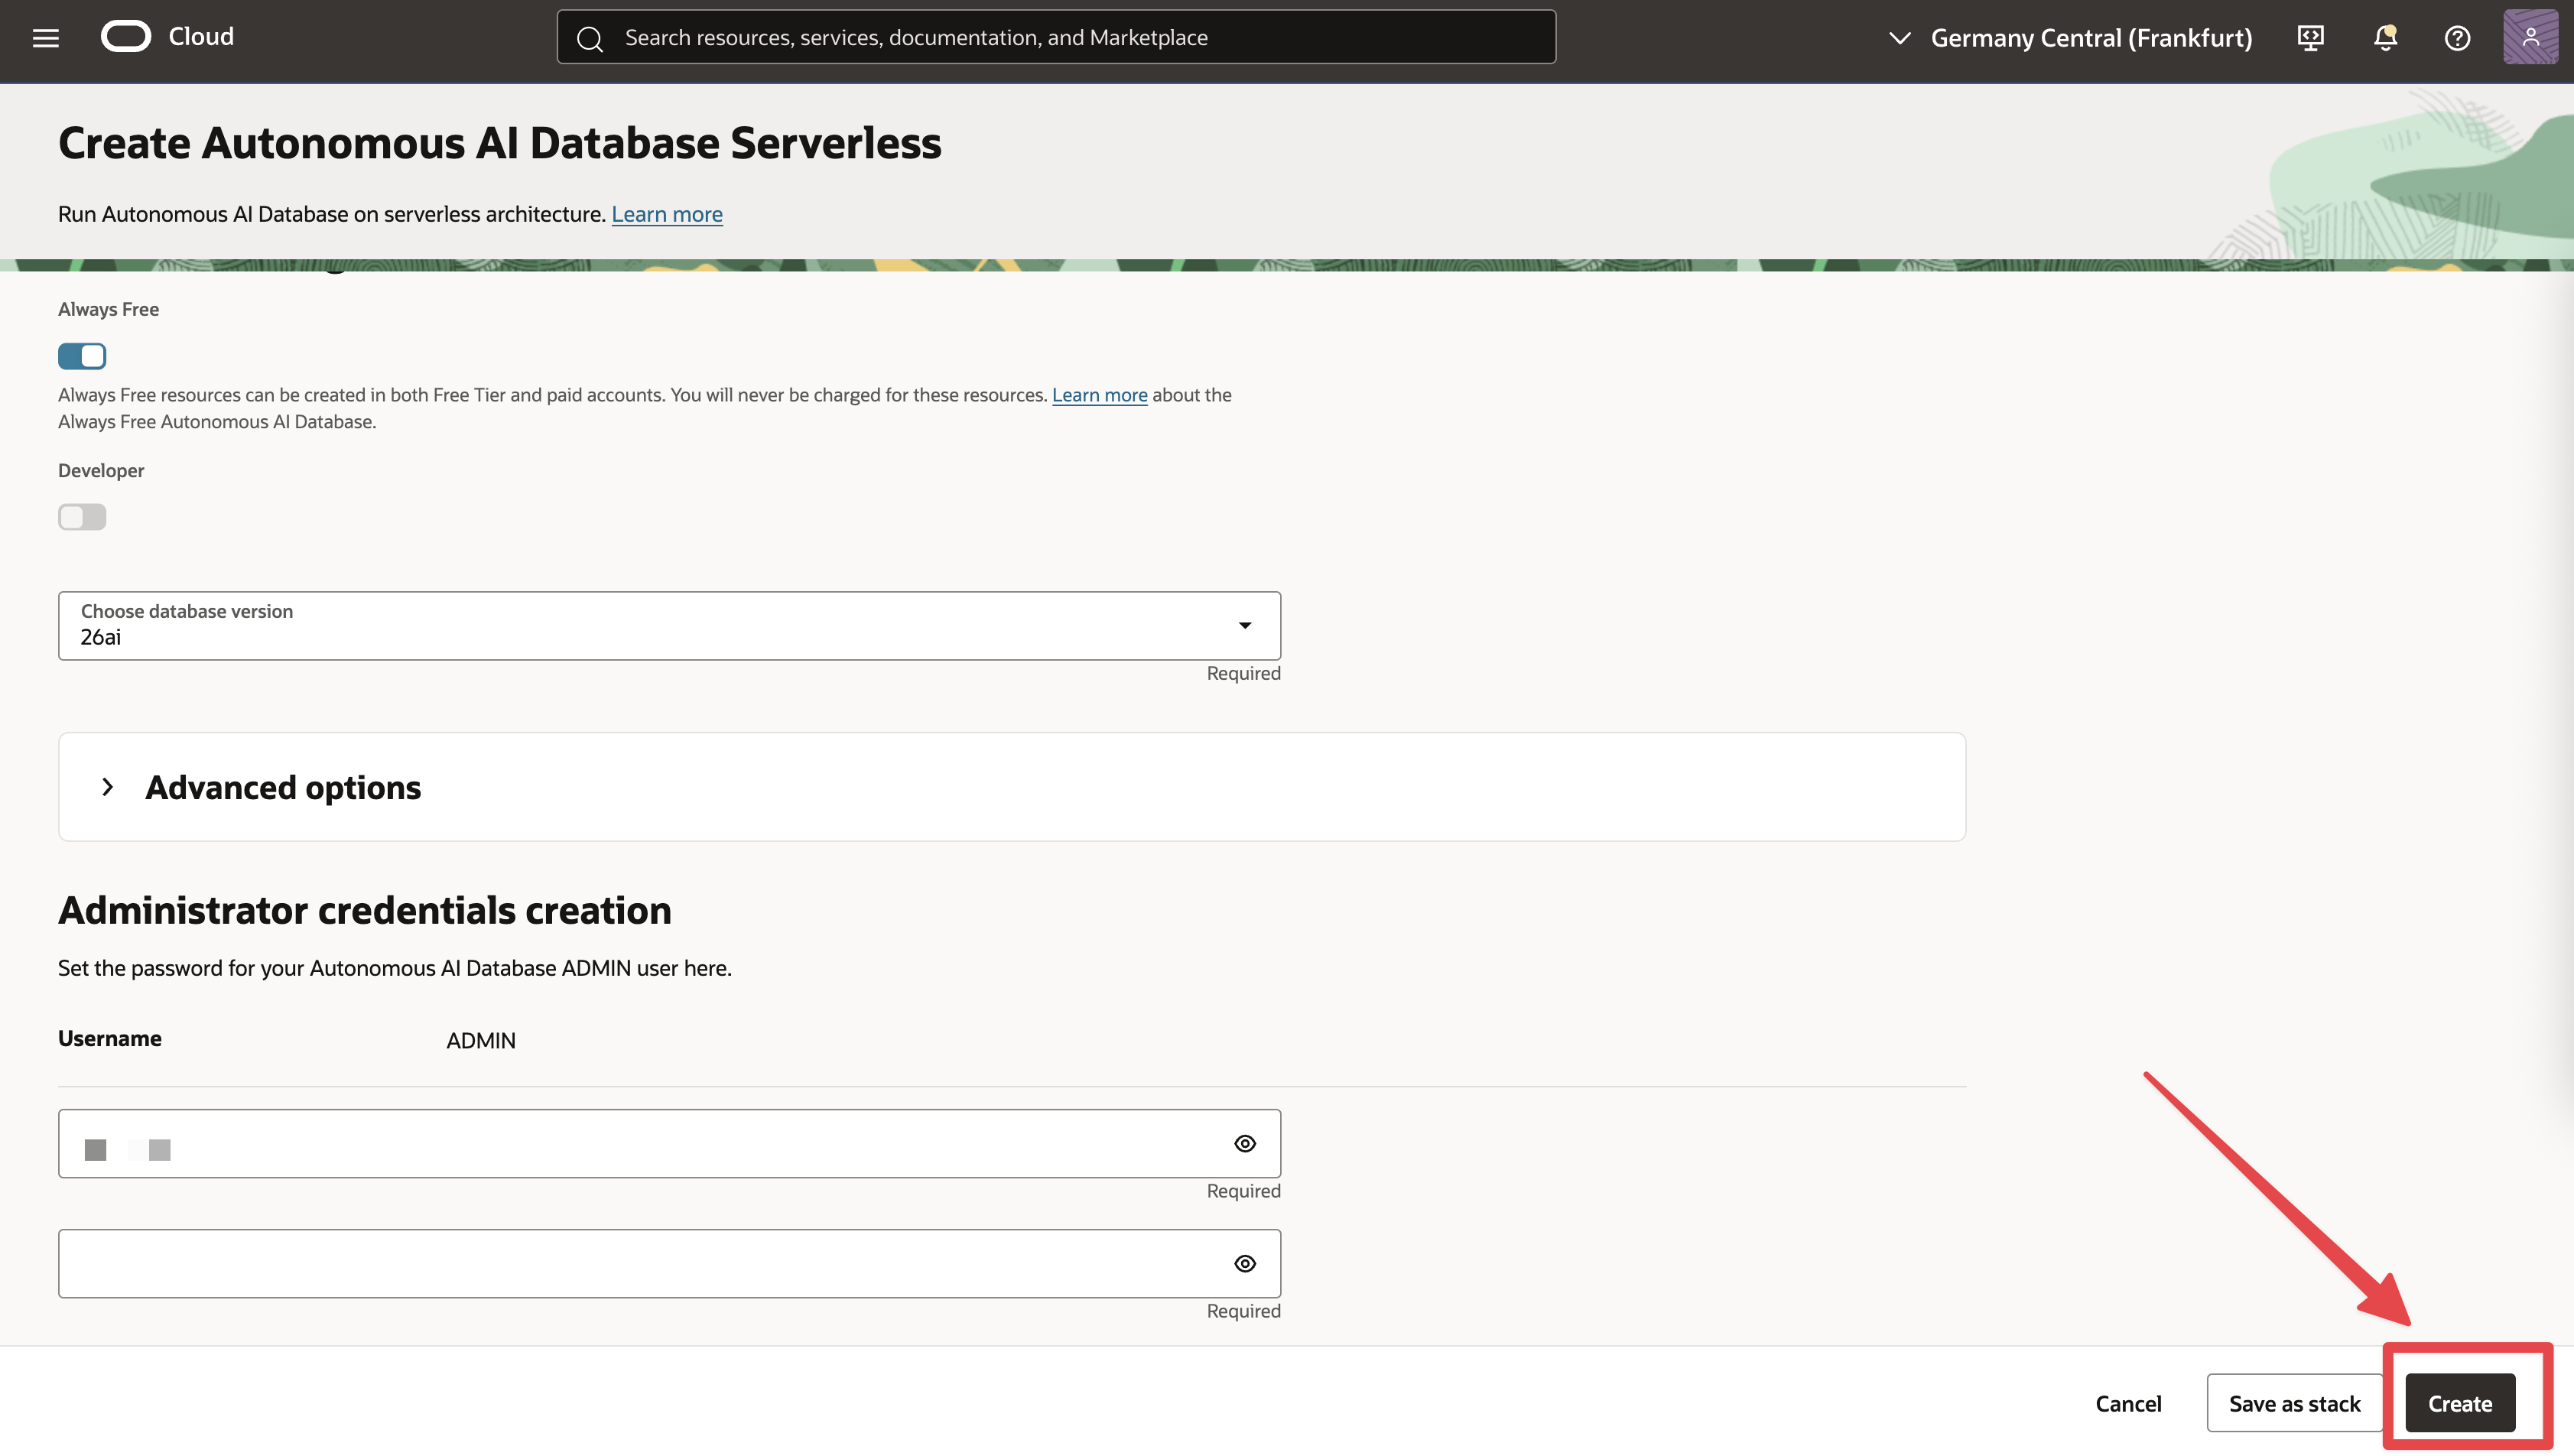 Cloud
Search resources, services, documentation, and Marketplace
Germany Central (Frankfurt)
Create Autonomous AI Database Serverless
Run Autonomous AI Database on serverless architecture. Learn more
Always Free
Always Free resources can be created in both Free Tier and paid accounts. You will never be charged for these resources. Learn more about the
Always Free Autonomous AI Database.
Developer
Choose database version
26ai
Required
Advanced options
Administrator credentials creation
Set the password for your Autonomous AI Database ADMIN user here.
Username ADMIN
Required
Required
Cancel
Save as stack
Create